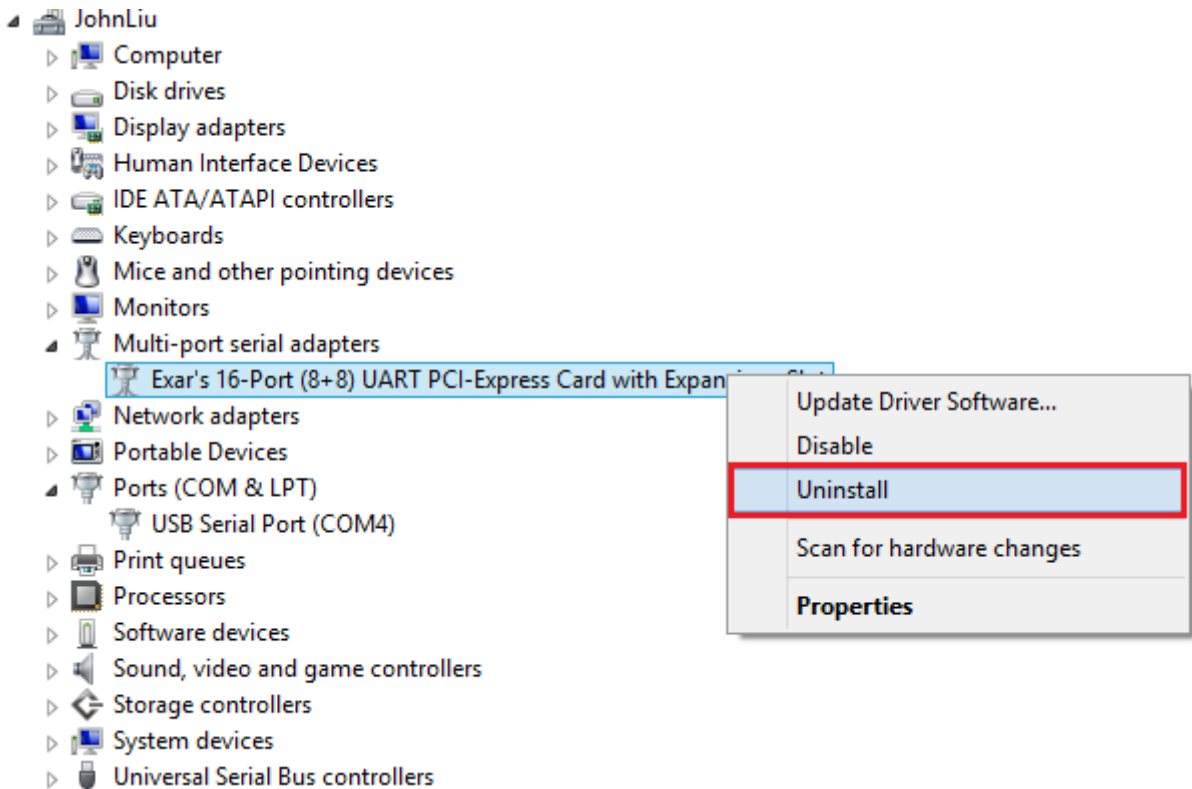 JohnLiu
Computer
Disk drives
Display adapters
Human Interface Devices
IDE ATA/ATAPI controllers
Keyboards
Mice and other pointing devices
Monitors
Multi-port serial adapters
Exar's 16-Port (8+8) UART PCI-Express Card with
Network adapters
Portable Devices
Ports (COM & LPT)
USB Serial Port (COM4)
Print queues
Processors
Software devices
Sound, video and game controllers
Storage controllers
System devices
Universal Serial Bus controllers
Update Driver Software...
Disable
Uninstall
Scan for hardware changes
Properties